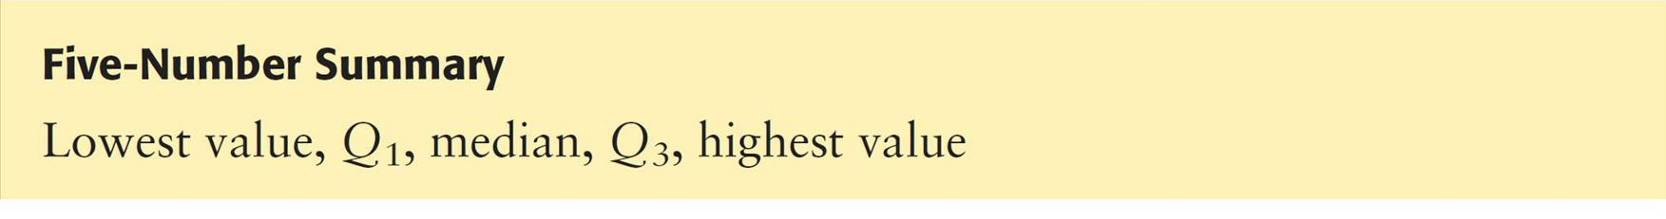 Five-Number Summary
Lowest value, Q₁, median, Q₃, highest value